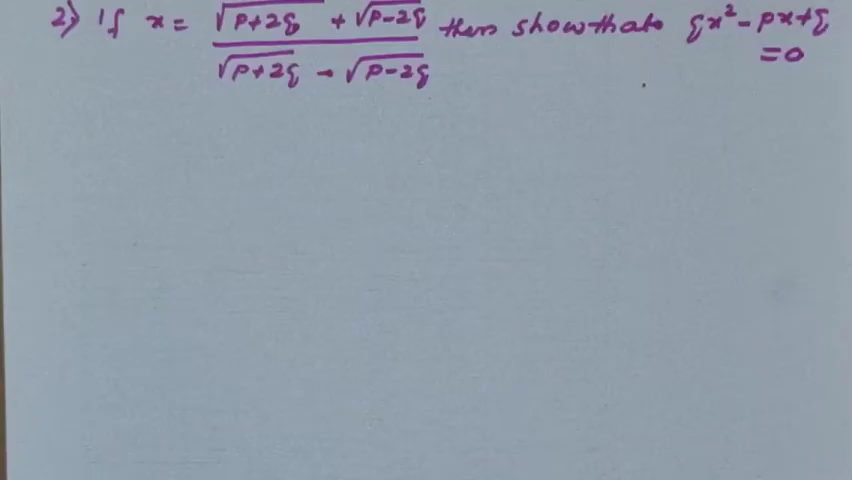 2) If x = (√(p+2q) + √(p-2q)) / (√(p+2q) - √(p-2q)) then show that qx² - px + q
= 0